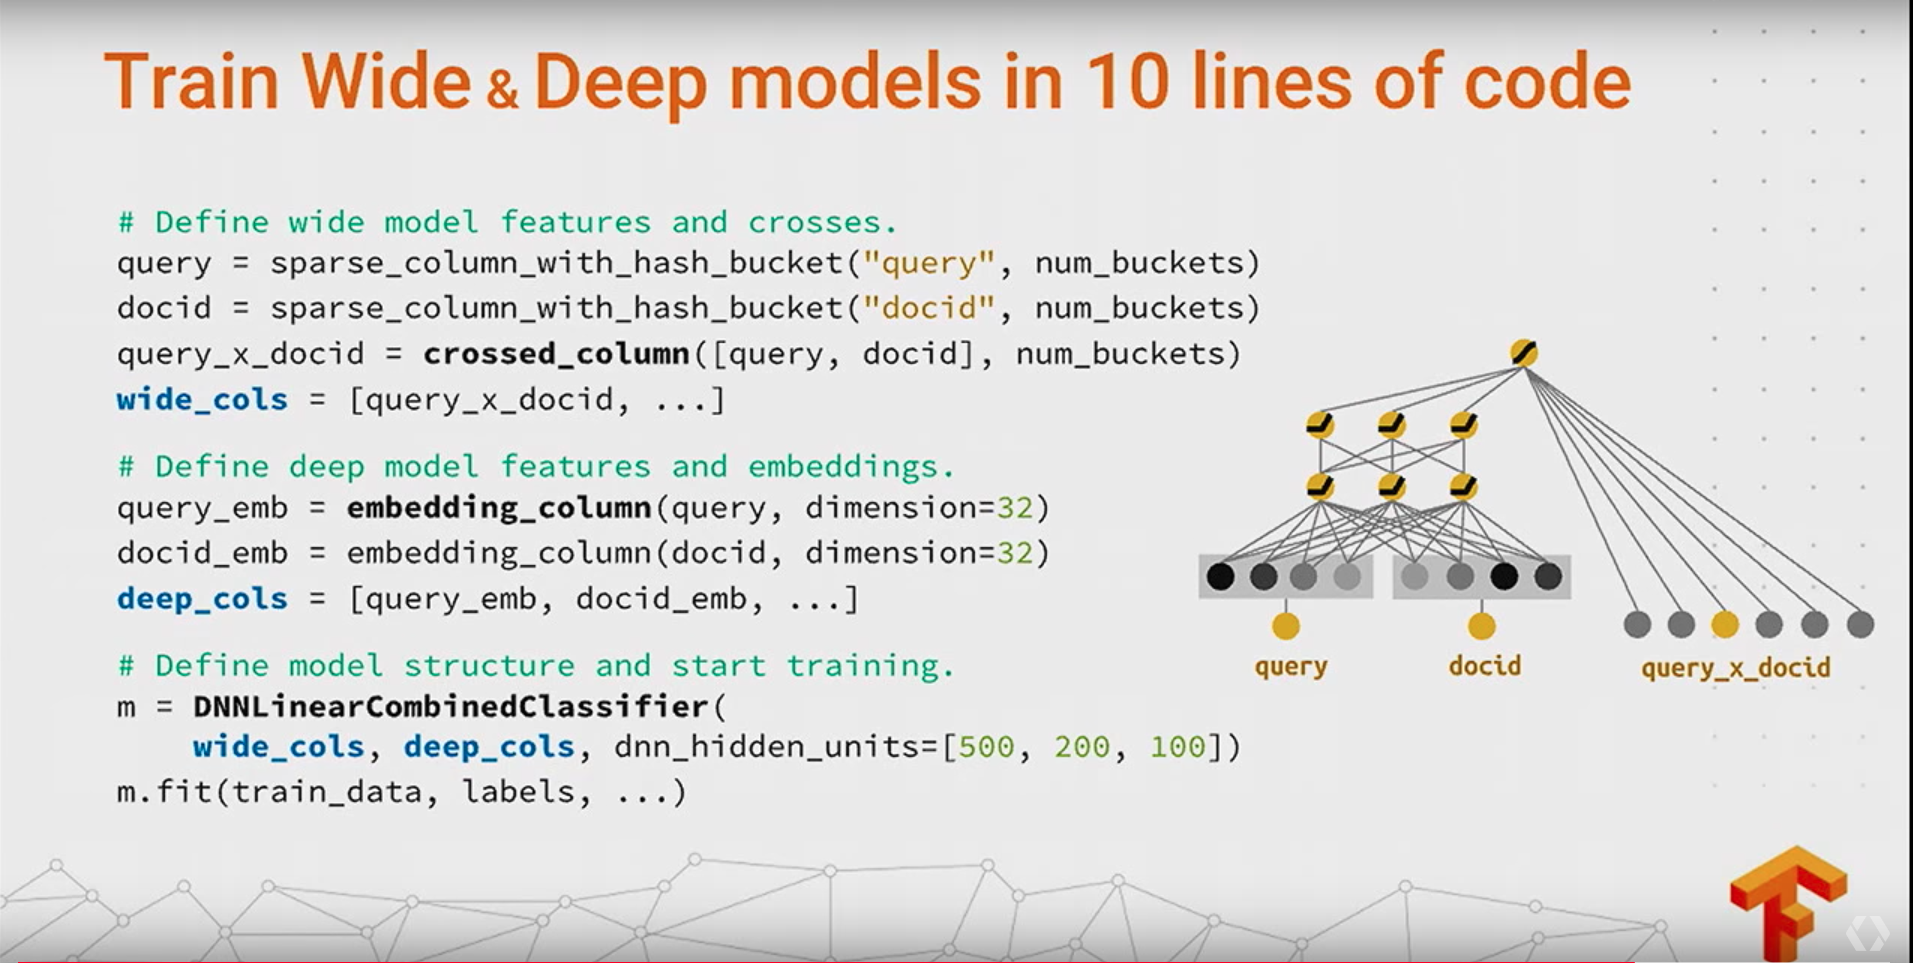 Train Wide & Deep models in 10 lines of code
# Define wide model features and crosses.
query = sparse_column_with_hash_bucket("query", num_buckets)
docid = sparse_column_with_hash_bucket("docid", num_buckets)
query_x_docid = crossed_column([query, docid], num_buckets)
wide_cols = [query_x_docid, ...]
# Define deep model features and embeddings.
query_emb = embedding_column(query, dimension=32)
docid_emb = embedding_column(docid, dimension=32)
deep_cols = [query_emb, docid_emb, ...]
# Define model structure and start training.
m = DNNLinearCombinedClassifier(
wide_cols, deep_cols, dnn_hidden_units=[500, 200, 100])
m.fit(train_data, labels, ...)
query
docid
query_x_docid